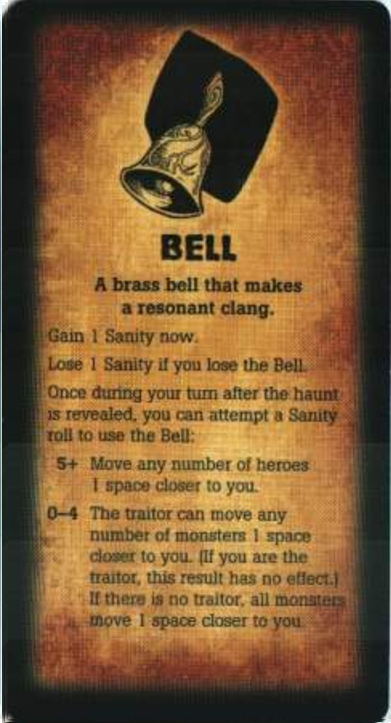 BELL
A brass bell that makes
a resonant clang.
Gain 1 Sanity now.
Lose 1 Sanity if you lose the Bell.
Once during your turn after the haunt
is revealed, you can attempt a Sanity
roll to use the Bell:
5+ Move any number of heroes
1 space closer to you.
0–4 The traitor can move any
number of monsters 1 space
closer to you. (If you are the
traitor, this result has no effect.)
If there is no traitor, all monsters
move 1 space closer to you.